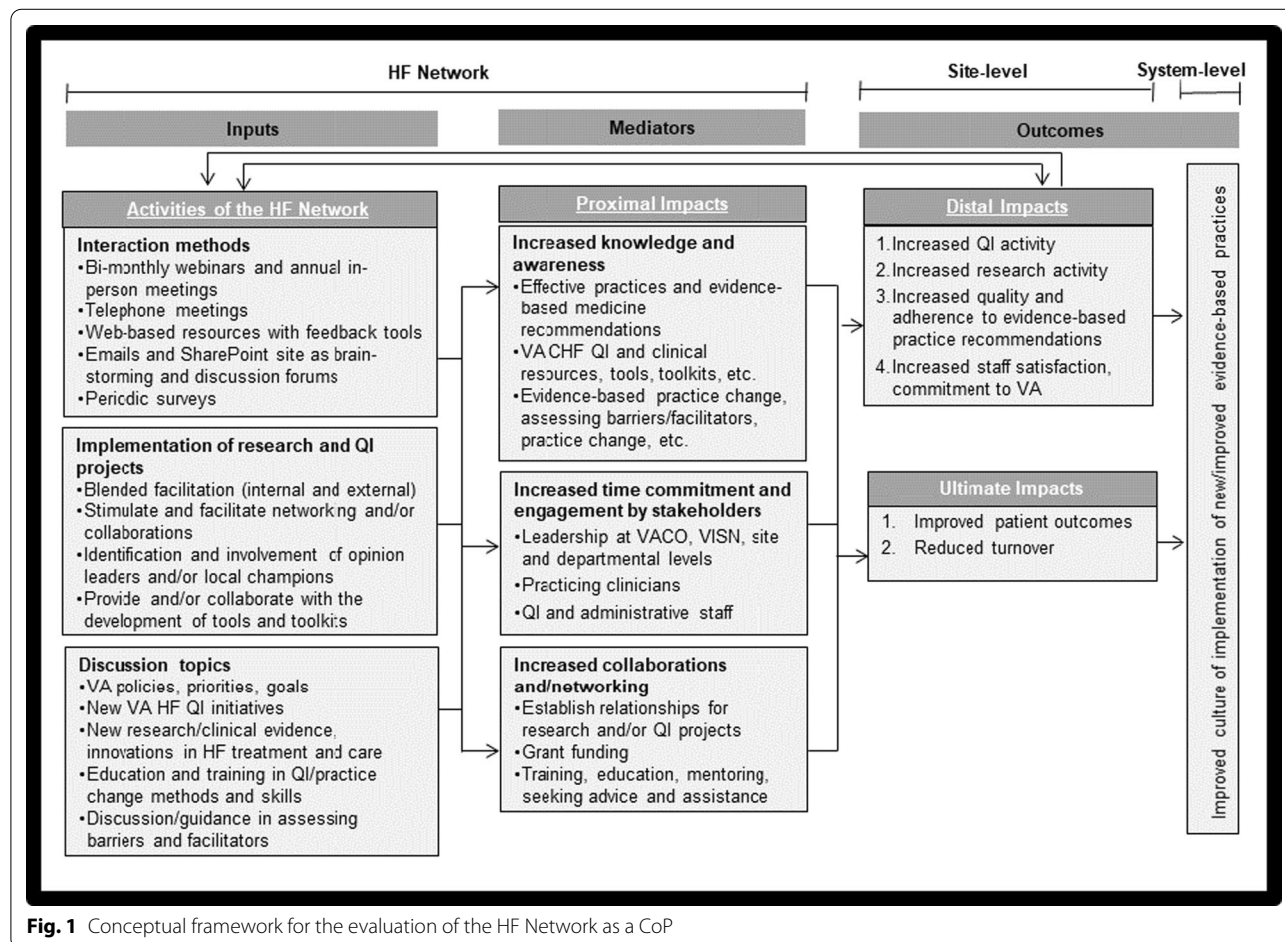 HF Network
Site-level
System-level
Inputs
Mediators
Outcomes
Activities of the HF Network
Interaction methods
•Bi-monthly webinars and annual in-
person meetings
•Telephone meetings
•Web-based resources with feedback tools
•Emails and SharePoint site as brain-
storming and discussion forums
•Periodic surveys
Implementation of research and QI
projects
•Blended facilitation (internal and external)
•Stimulate and facilitate networking and/or
collaborations
•Identification and involvement of opinion
leaders and/or local champions
•Provide and/or collaborate with the
development of tools and toolkits
Discussion topics
•VA policies, priorities, goals
•New VA HF QI initiatives
•New research/clinical evidence,
innovations in HF treatment and care
•Education and training in QI/practice
change methods and skills
•Discussion/guidance in assessing
barriers and facilitators
Proximal Impacts
Increased knowledge and
awareness
•Effective practices and evidence-
based medicine
recommendations
•VA CHF QI and clinical
resources, tools, toolkits, etc.
•Evidence-based practice change,
assessing barriers/facilitators,
practice change, etc.
Increased time commitment and
engagement by stakeholders
•Leadership at VACO, VISN, site
and departmental levels
•Practicing clinicians
•QI and administrative staff
Increased collaborations
and/networking
•Establish relationships for
research and/or QI projects
•Grant funding
•Training, education, mentoring,
seeking advice and assistance
Distal Impacts
1. Increased QI activity
2. Increased research activity
3. Increased quality and
adherence to evidence-based
practice recommendations
4. Increased staff satisfaction,
commitment to VA
Ultimate Impacts
1. Improved patient outcomes
2. Reduced turnover
Improved culture of implementation of new/improved evidence-based practices
Fig. 1 Conceptual framework for the evaluation of the HF Network as a CoP